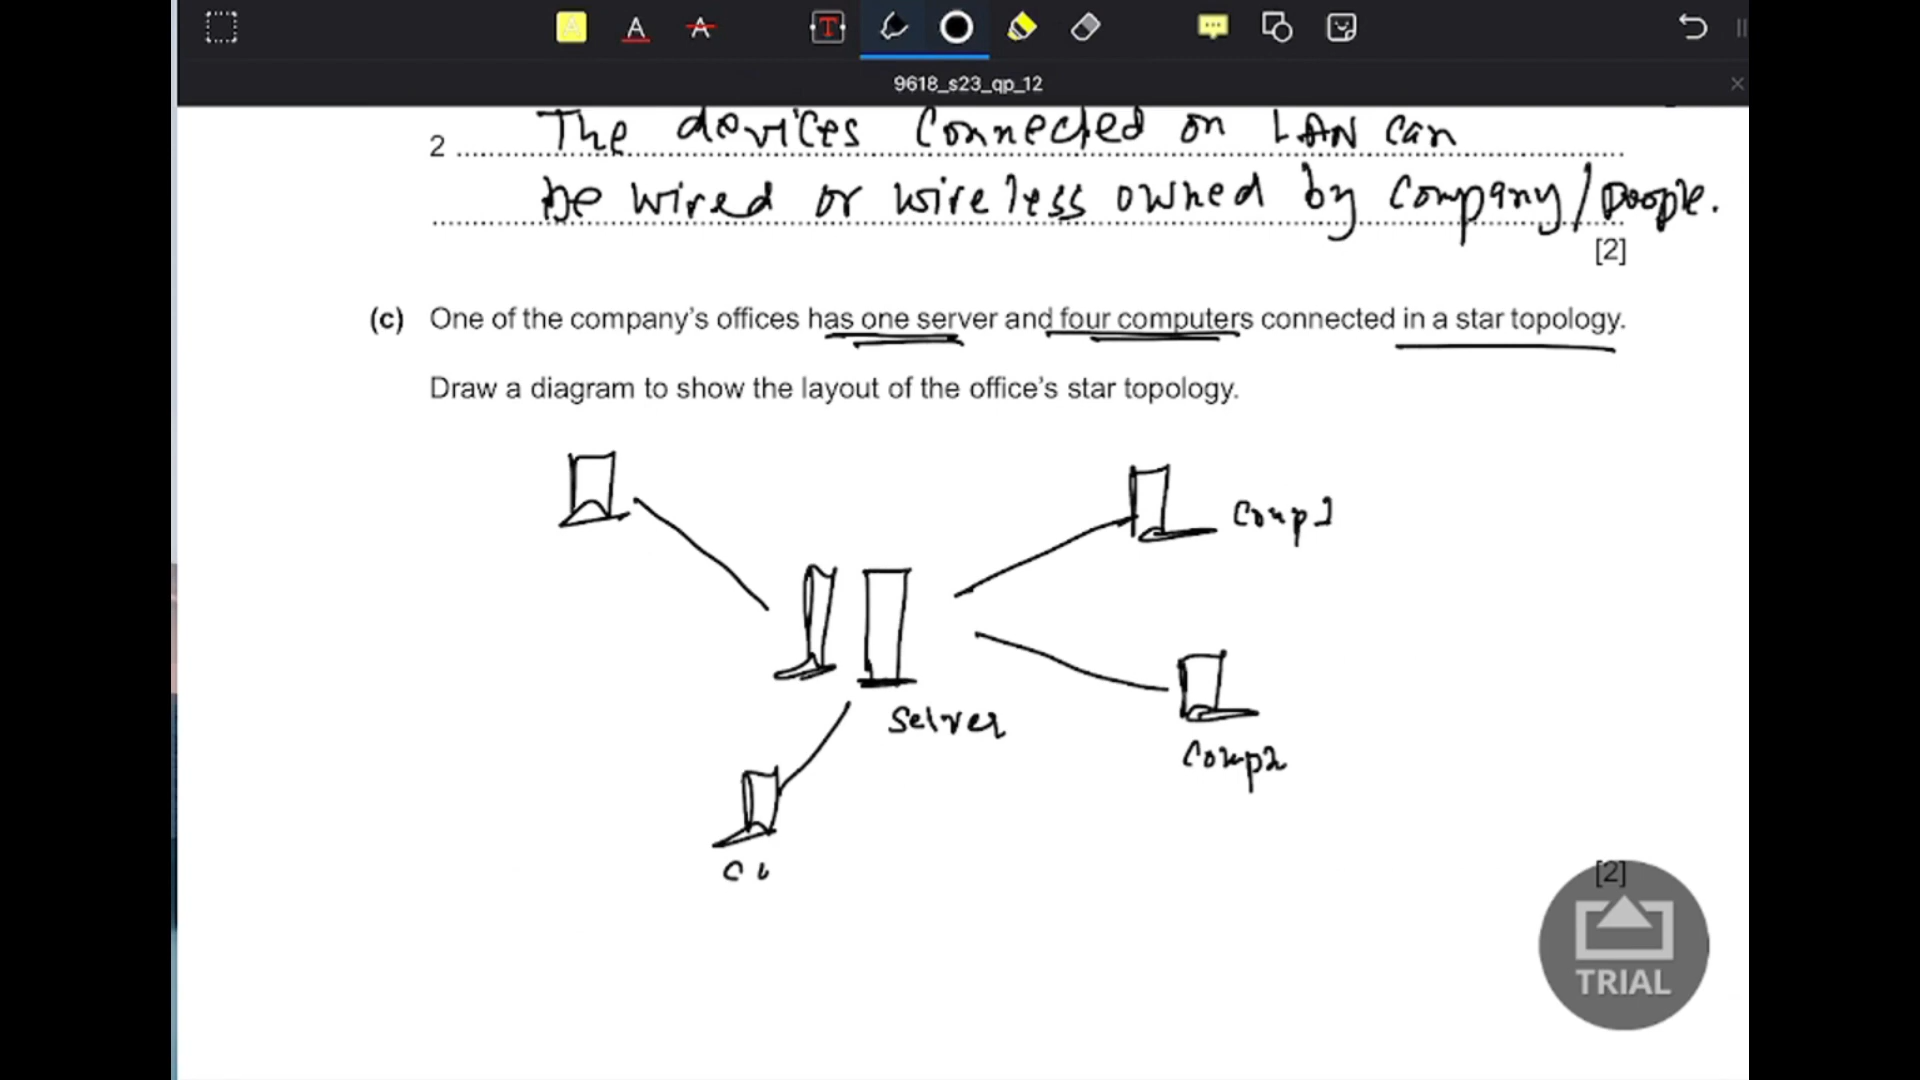 9618_s23_qp_12
2 The devices connected on LAN can
be wired or wireless owned by company/people.
[2]
(c) One of the company's offices has one server and four computers connected in a star topology.
Draw a diagram to show the layout of the office's star topology.
Comp1
Server
Comp2
[2]
TRIAL